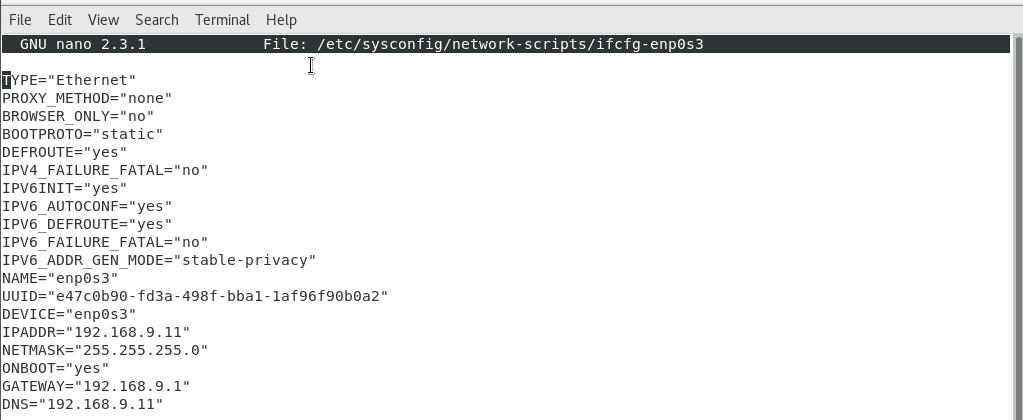 File Edit View Search Terminal Help
GNU nano 2.3.1 File: /etc/sysconfig/network-scripts/ifcfg-enp0s3
TYPE="Ethernet"
PROXY_METHOD="none"
BROWSER_ONLY="no"
BOOTPROTO="static"
DEFROUTE="yes"
IPV4_FAILURE_FATAL="no"
IPV6INIT="yes"
IPV6_AUTOCONF="yes"
IPV6_DEFROUTE="yes"
IPV6_FAILURE_FATAL="no"
IPV6_ADDR_GEN_MODE="stable-privacy"
NAME="enp0s3"
UUID="e47c0b90-fd3a-498f-bba1-1af96f90b0a2"
DEVICE="enp0s3"
IPADDR="192.168.9.11"
NETMASK="255.255.255.0"
ONBOOT="yes"
GATEWAY="192.168.9.1"
DNS="192.168.9.11"